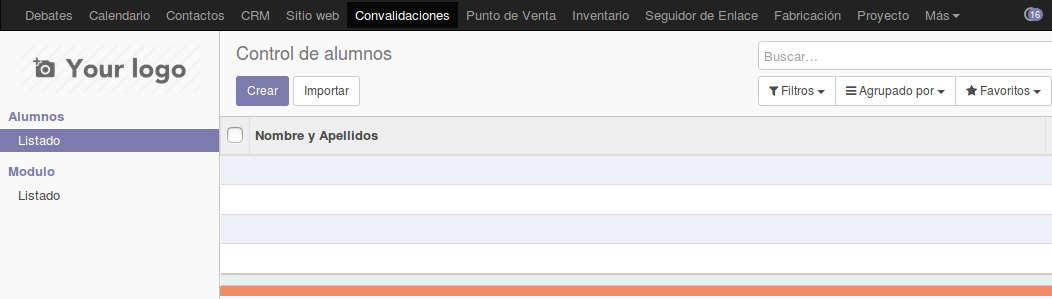 Debates Calendario Contactos CRM Sitio web Convalidaciones Punto de Venta Inventario Seguidor de Enlace Fabricación Proyecto Más 16
Your logo
Alumnos
Listado
Modulo
Listado
Control de alumnos
Buscar...
Crear Importar
Filtros Agrupado por Favoritos
Nombre y Apellidos